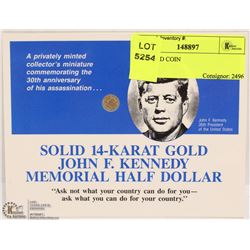 Inventory #:
LOT 148897
5254 D COIN
Consignor: 2496
A privately minted
collector's miniature
commemorating the
30th anniversary
of his assassination . . .
John F. Kennedy
35th President
of the United States
SOLID 14-KARAT GOLD
JOHN F. KENNEDY
MEMORIAL HALF DOLLAR
"Ask not what your country can do for you—
ask what you can do for your country."